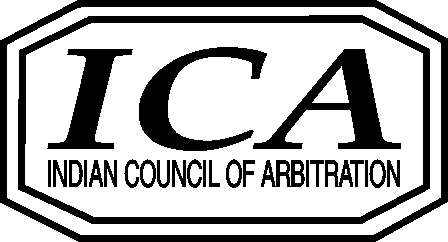 ICA
INDIAN COUNCIL OF ARBITRATION